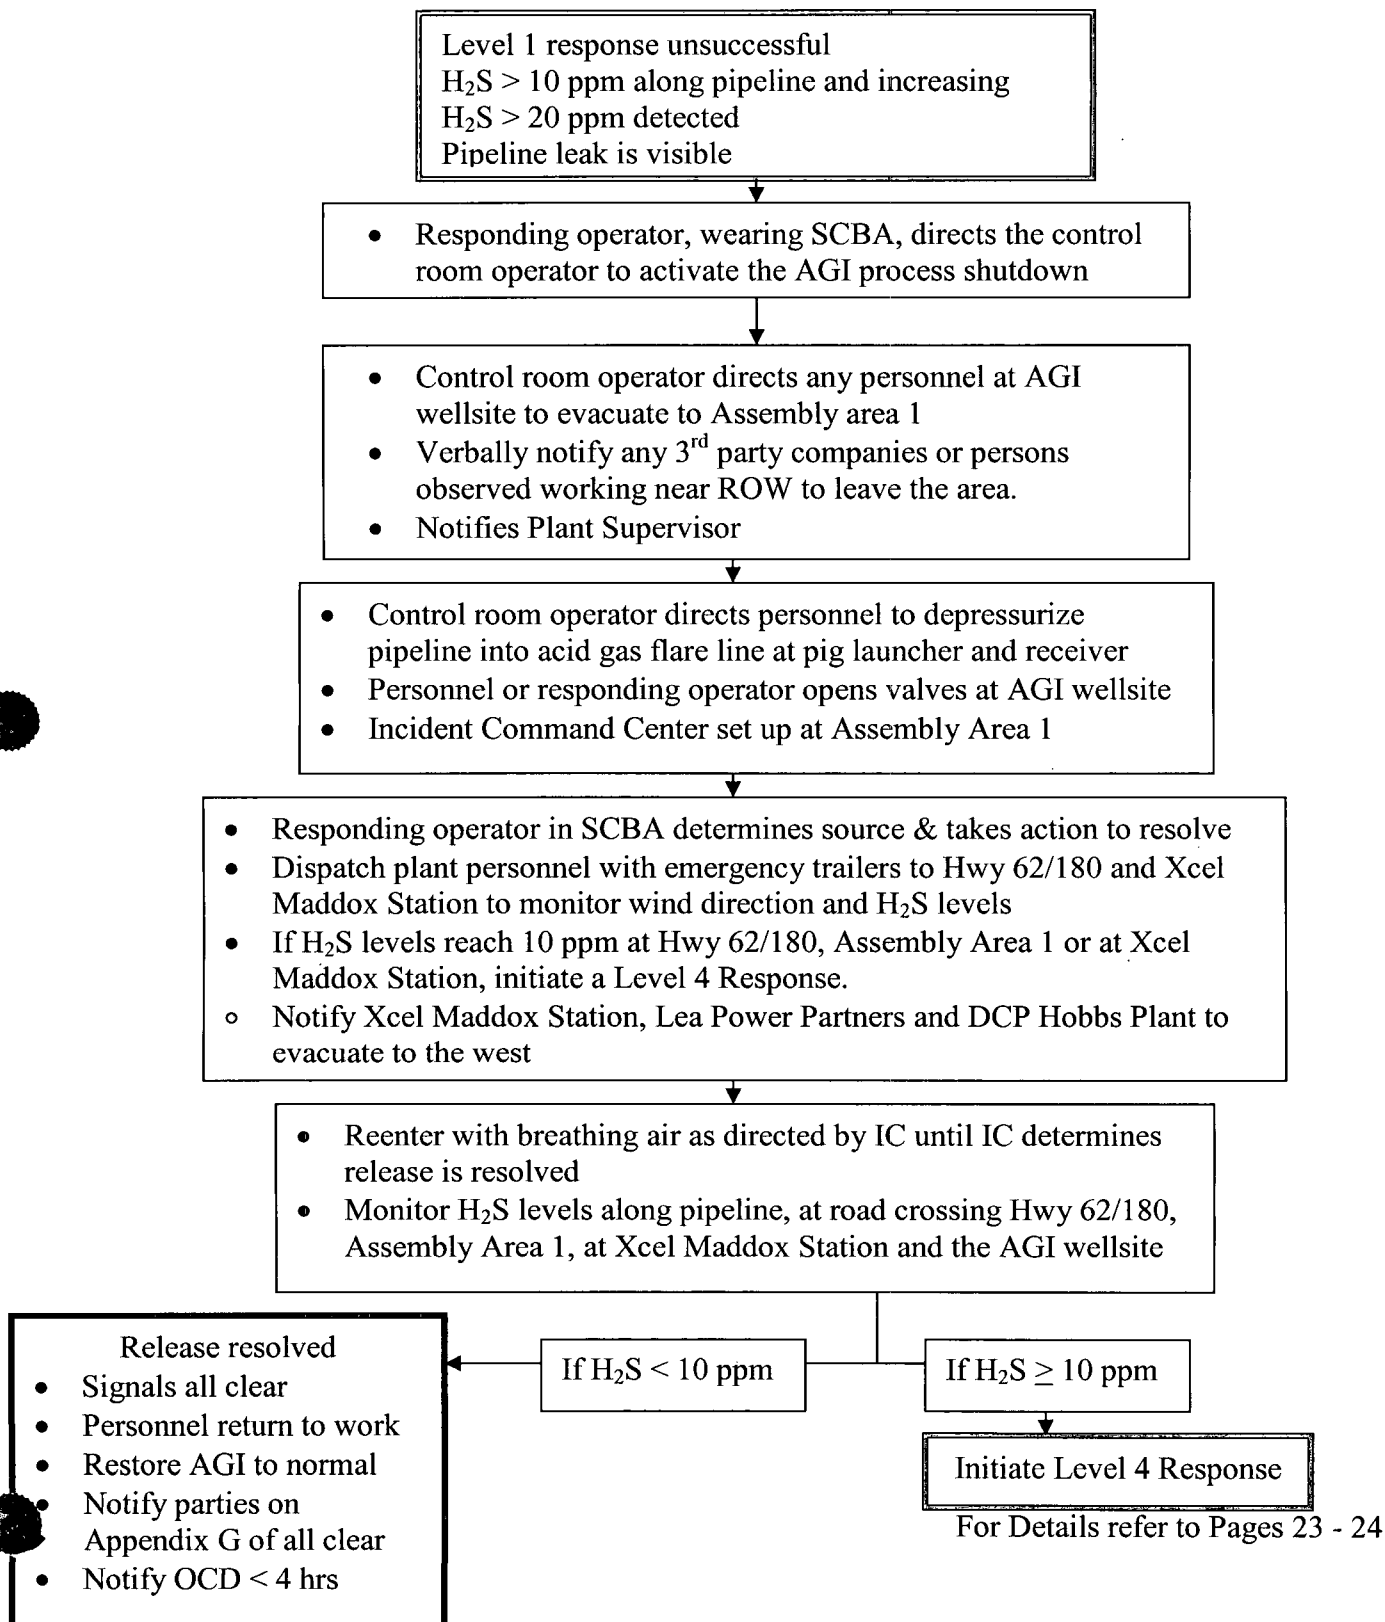 Level 1 response unsuccessful
H₂S > 10 ppm along pipeline and increasing
H₂S > 20 ppm detected
Pipeline leak is visible
• Responding operator, wearing SCBA, directs the control
room operator to activate the AGI process shutdown
• Control room operator directs any personnel at AGI
wellsite to evacuate to Assembly area 1
• Verbally notify any 3rd party companies or persons
observed working near ROW to leave the area.
• Notifies Plant Supervisor
• Control room operator directs personnel to depressurize
pipeline into acid gas flare line at pig launcher and receiver
• Personnel or responding operator opens valves at AGI wellsite
• Incident Command Center set up at Assembly Area 1
• Responding operator in SCBA determines source & takes action to resolve
• Dispatch plant personnel with emergency trailers to Hwy 62/180 and Xcel
Maddox Station to monitor wind direction and H₂S levels
• If H₂S levels reach 10 ppm at Hwy 62/180, Assembly Area 1 or at Xcel
Maddox Station, initiate a Level 4 Response.
○ Notify Xcel Maddox Station, Lea Power Partners and DCP Hobbs Plant to
evacuate to the west
• Reenter with breathing air as directed by IC until IC determines
release is resolved
• Monitor H₂S levels along pipeline, at road crossing Hwy 62/180,
Assembly Area 1, at Xcel Maddox Station and the AGI wellsite
If H₂S < 10 ppm
If H₂S ≥ 10 ppm
Release resolved
• Signals all clear
• Personnel return to work
• Restore AGI to normal
• Notify parties on
Appendix G of all clear
• Notify OCD < 4 hrs
Initiate Level 4 Response
For Details refer to Pages 23 - 24